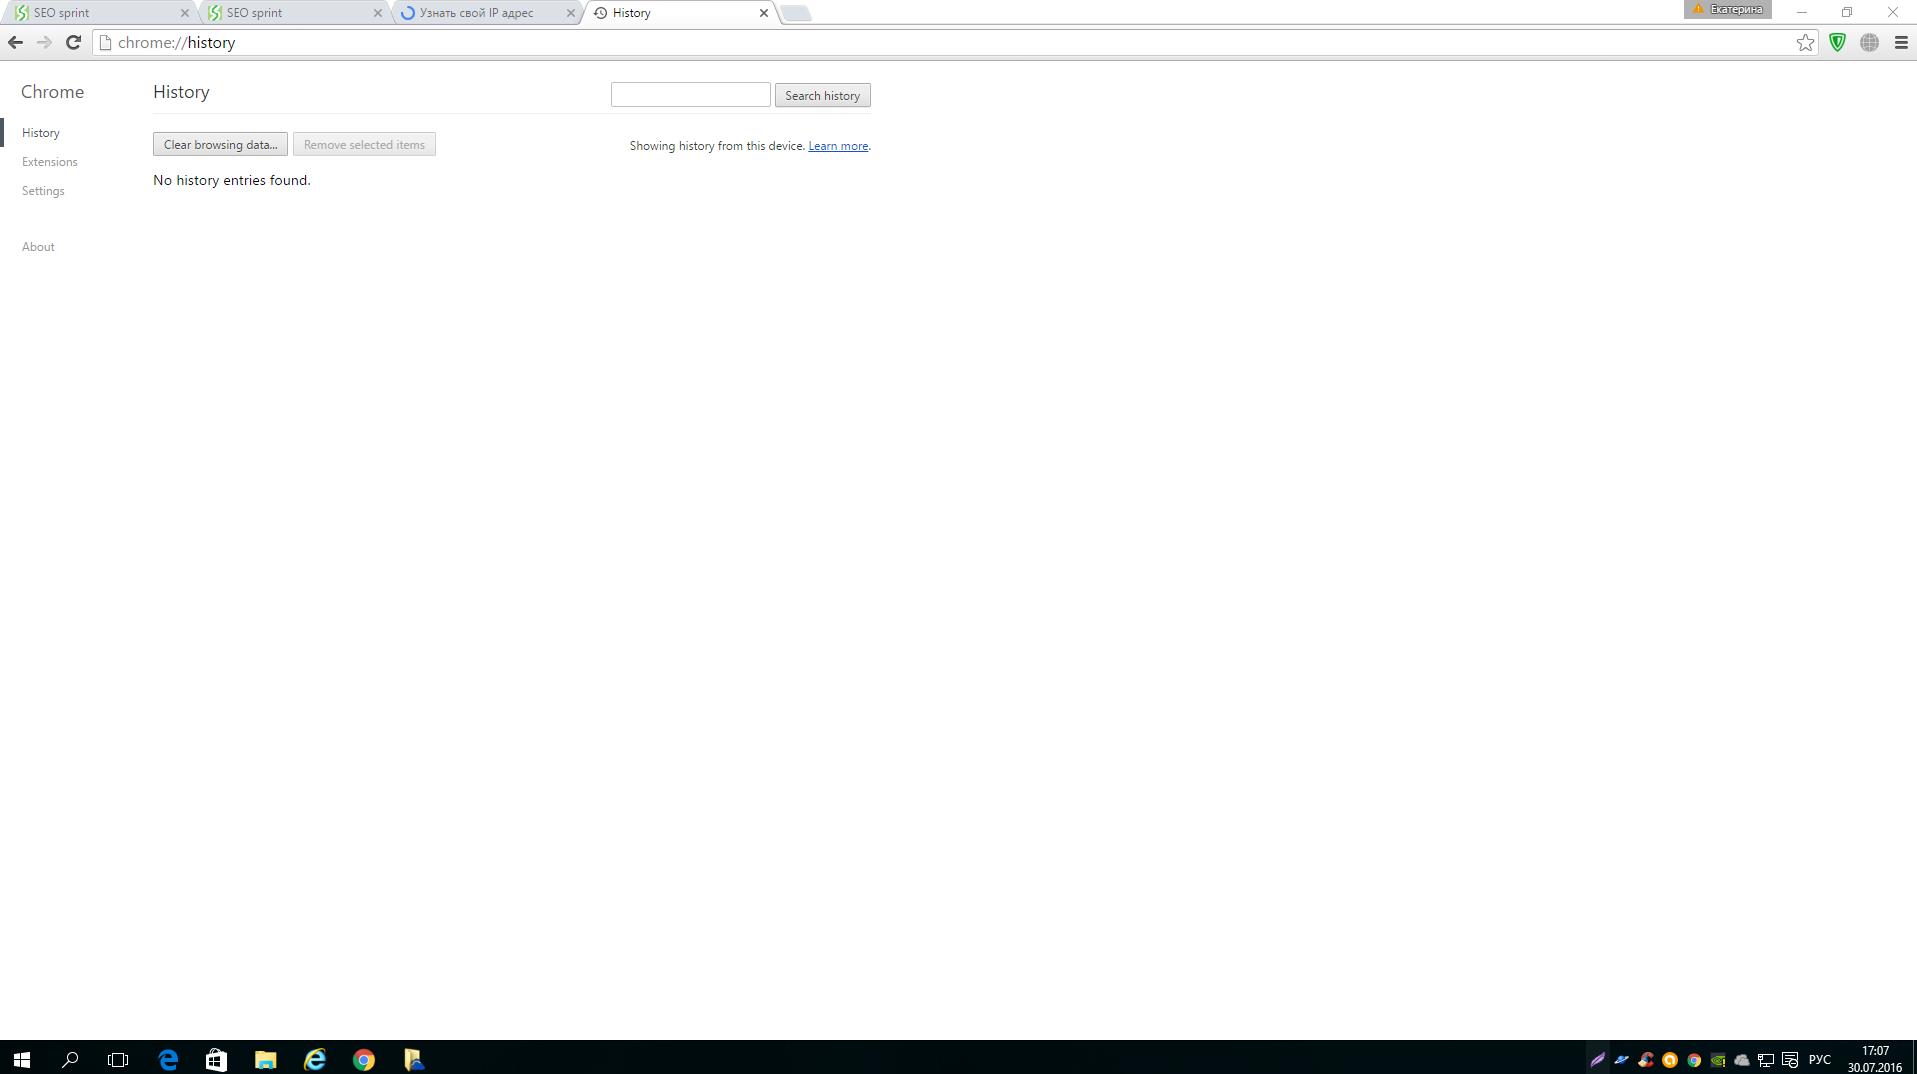 SEO sprint
SEO sprint
Узнать свой IP адрес
History
Екатерина
chrome://history
Chrome
History
Search history
History
Clear browsing data...
Remove selected items
Showing history from this device. Learn more.
Extensions
No history entries found.
Settings
About
РУС
17:07
30.07.2016